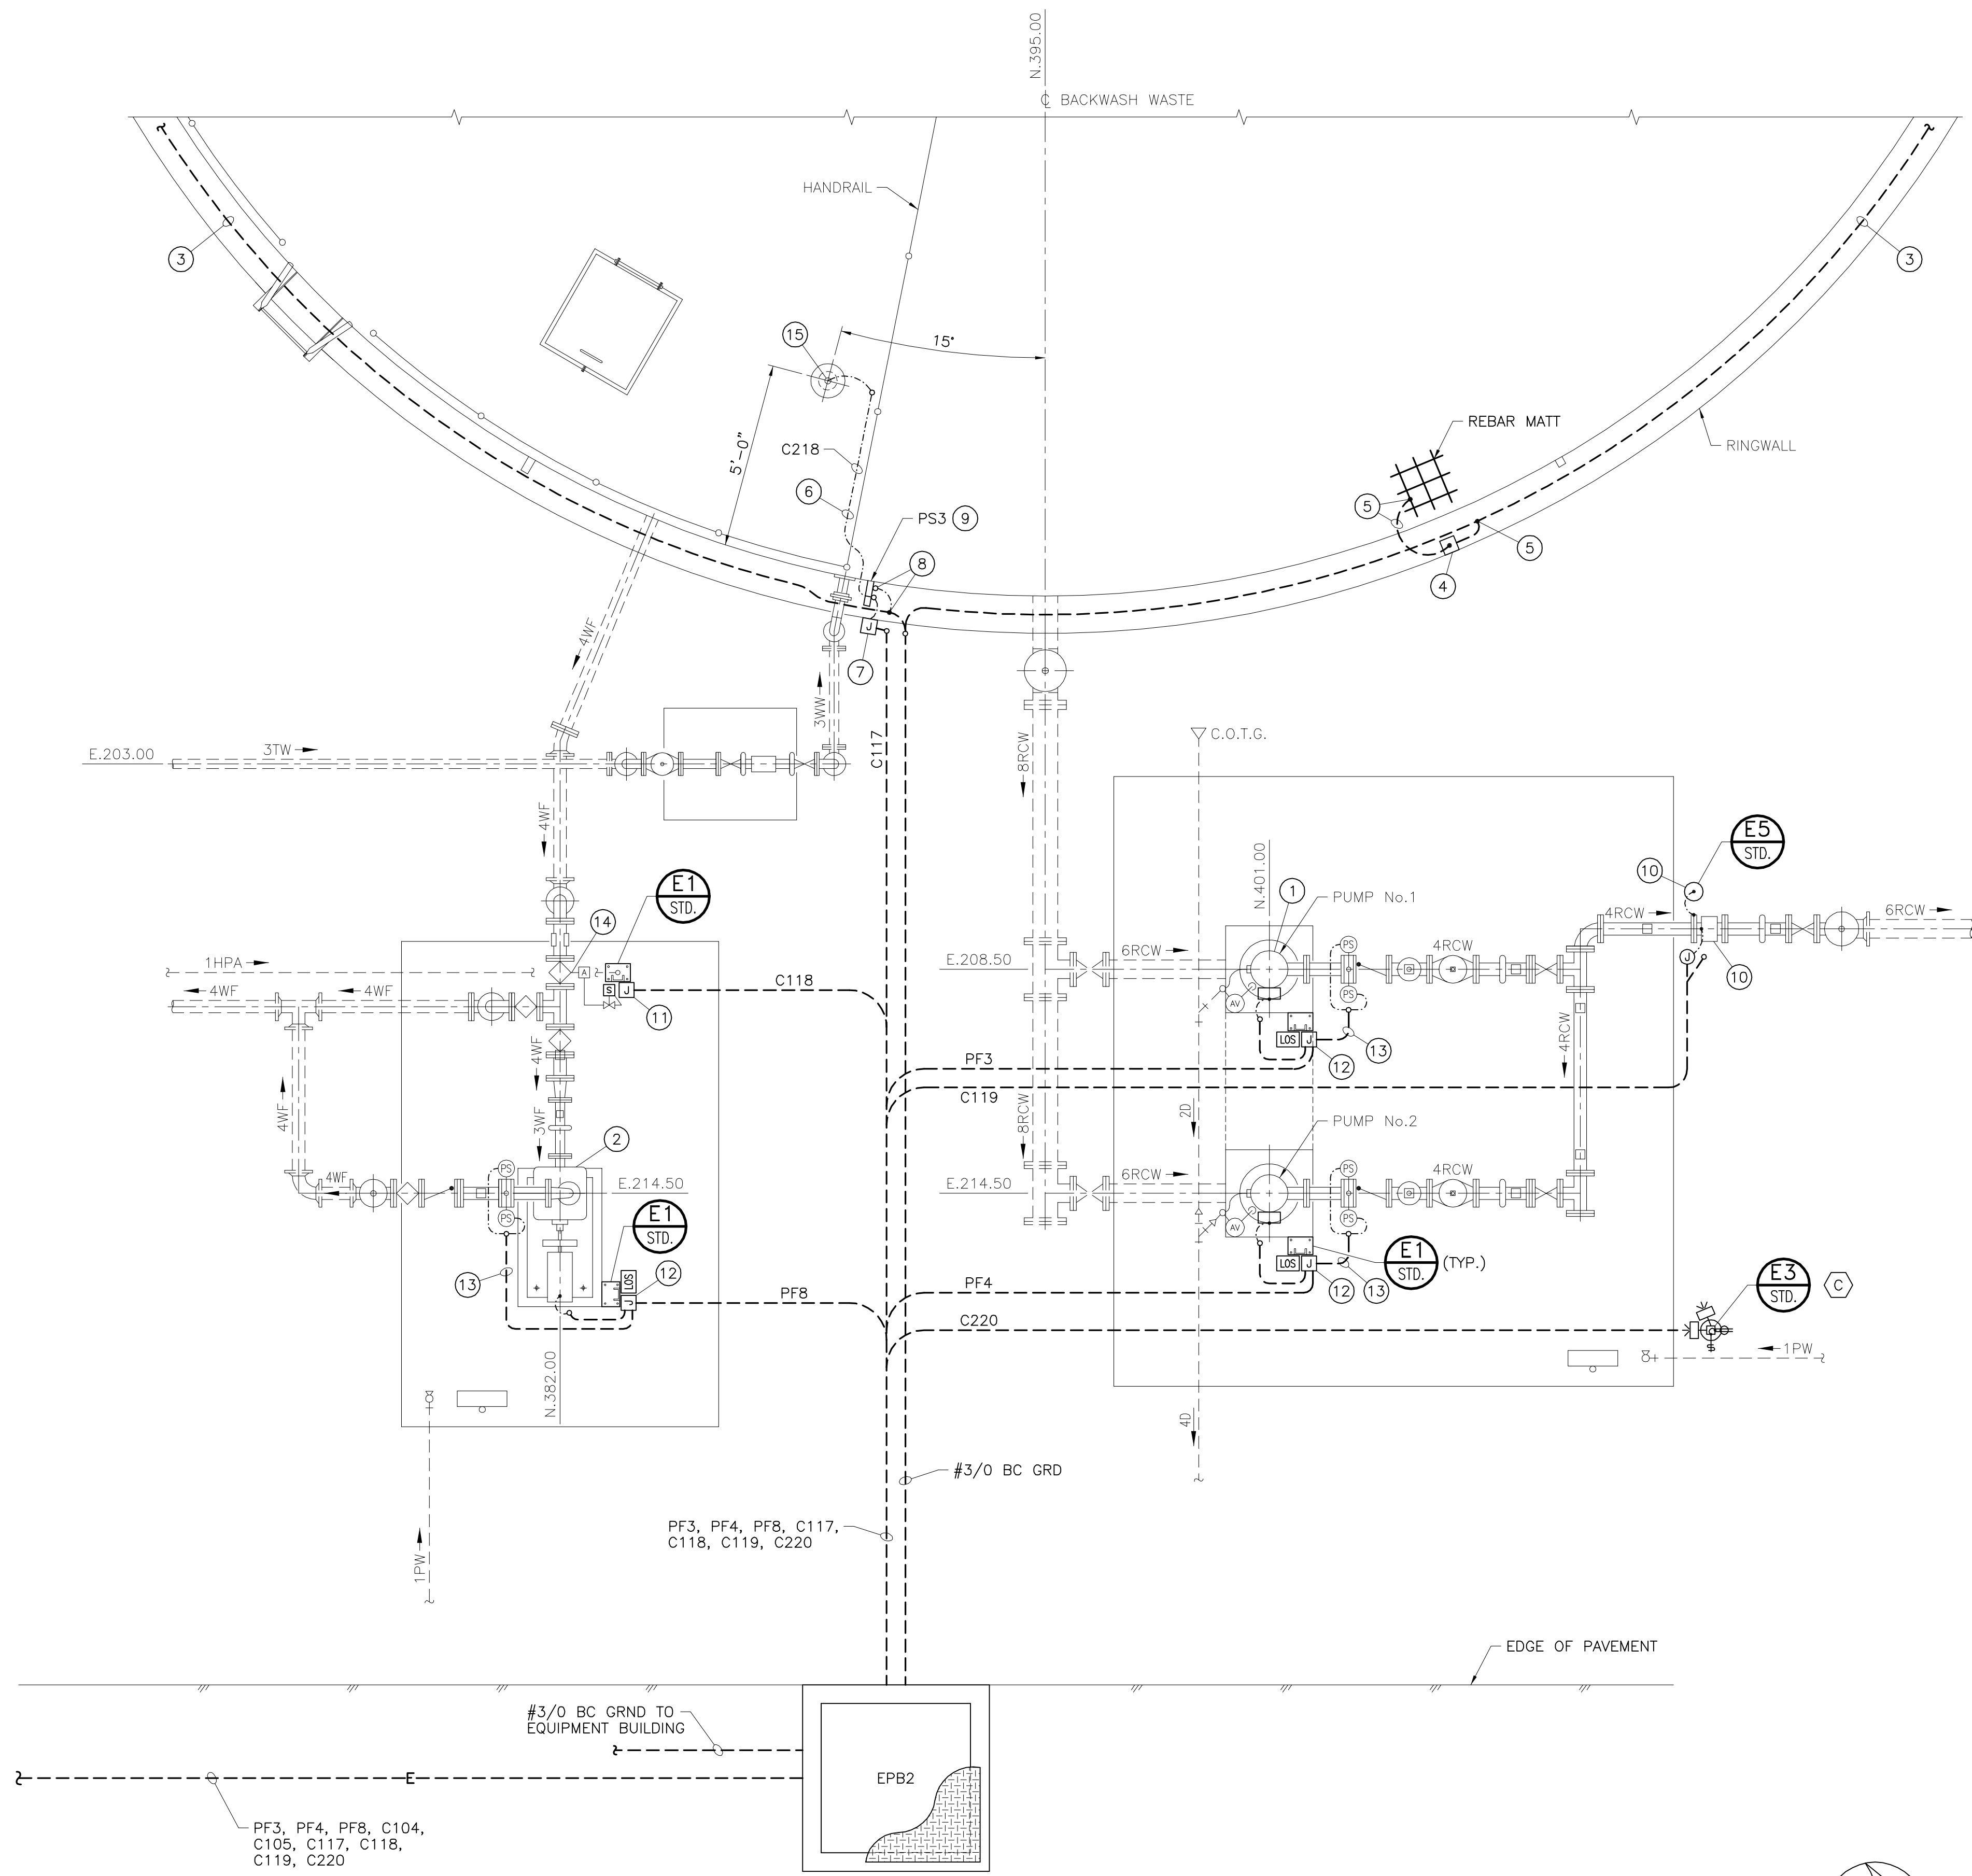 N.395.00
℄ BACKWASH WASTE
HANDRAIL
3
3
15
15°
5'-0"
REBAR MATT
C218
RINGWALL
6
5
PS3 9
8
5
4
4WF
7
3WW
C117
8RCW
C.O.T.G.
E.203.00
3TW
4WF
E1
STD.
E5
STD.
N.401.00
1
PUMP No.1
10
4RCW
6RCW
14
1HPA
A
E.208.50
6RCW
PS
4RCW
J
4WF
4WF
S
J
C118
PS
10
AV
11
LOS
J
13
12
4WF
PF3
4RCW
C119
4WF
3WF
2
2D
8RCW
PUMP No.2
4WF
PS
E.214.50
E.214.50
6RCW
PS
4RCW
PS
E1
STD.
PS
AV
LOS
J
E1
STD.
(TYP.)
13
LOS
J
12
12
13
E3
STD.
C
PF8
PF4
C220
1PW
N.382.00
4D
#3/0 BC GRD
PF3, PF4, PF8, C117,
C118, C119, C220
1PW
EDGE OF PAVEMENT
#3/0 BC GRND TO
EQUIPMENT BUILDING
E
EPB2
PF3, PF4, PF8, C104,
C105, C117, C118,
C119, C220